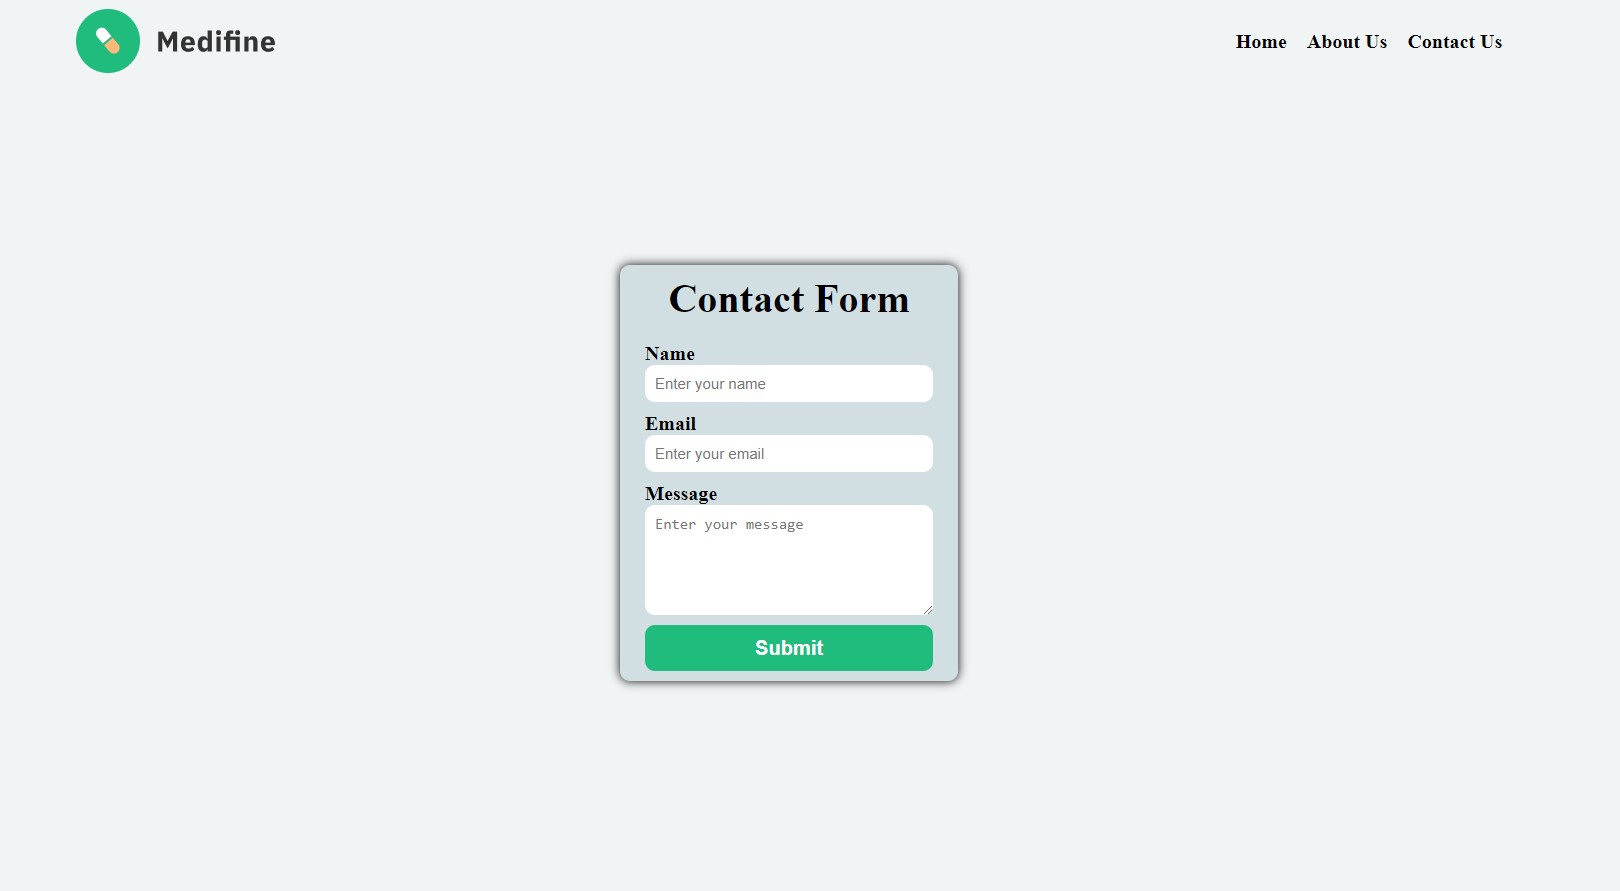 Medifine
Home About Us Contact Us
Contact Form
Name
Enter your name
Email
Enter your email
Message
Enter your message
Submit